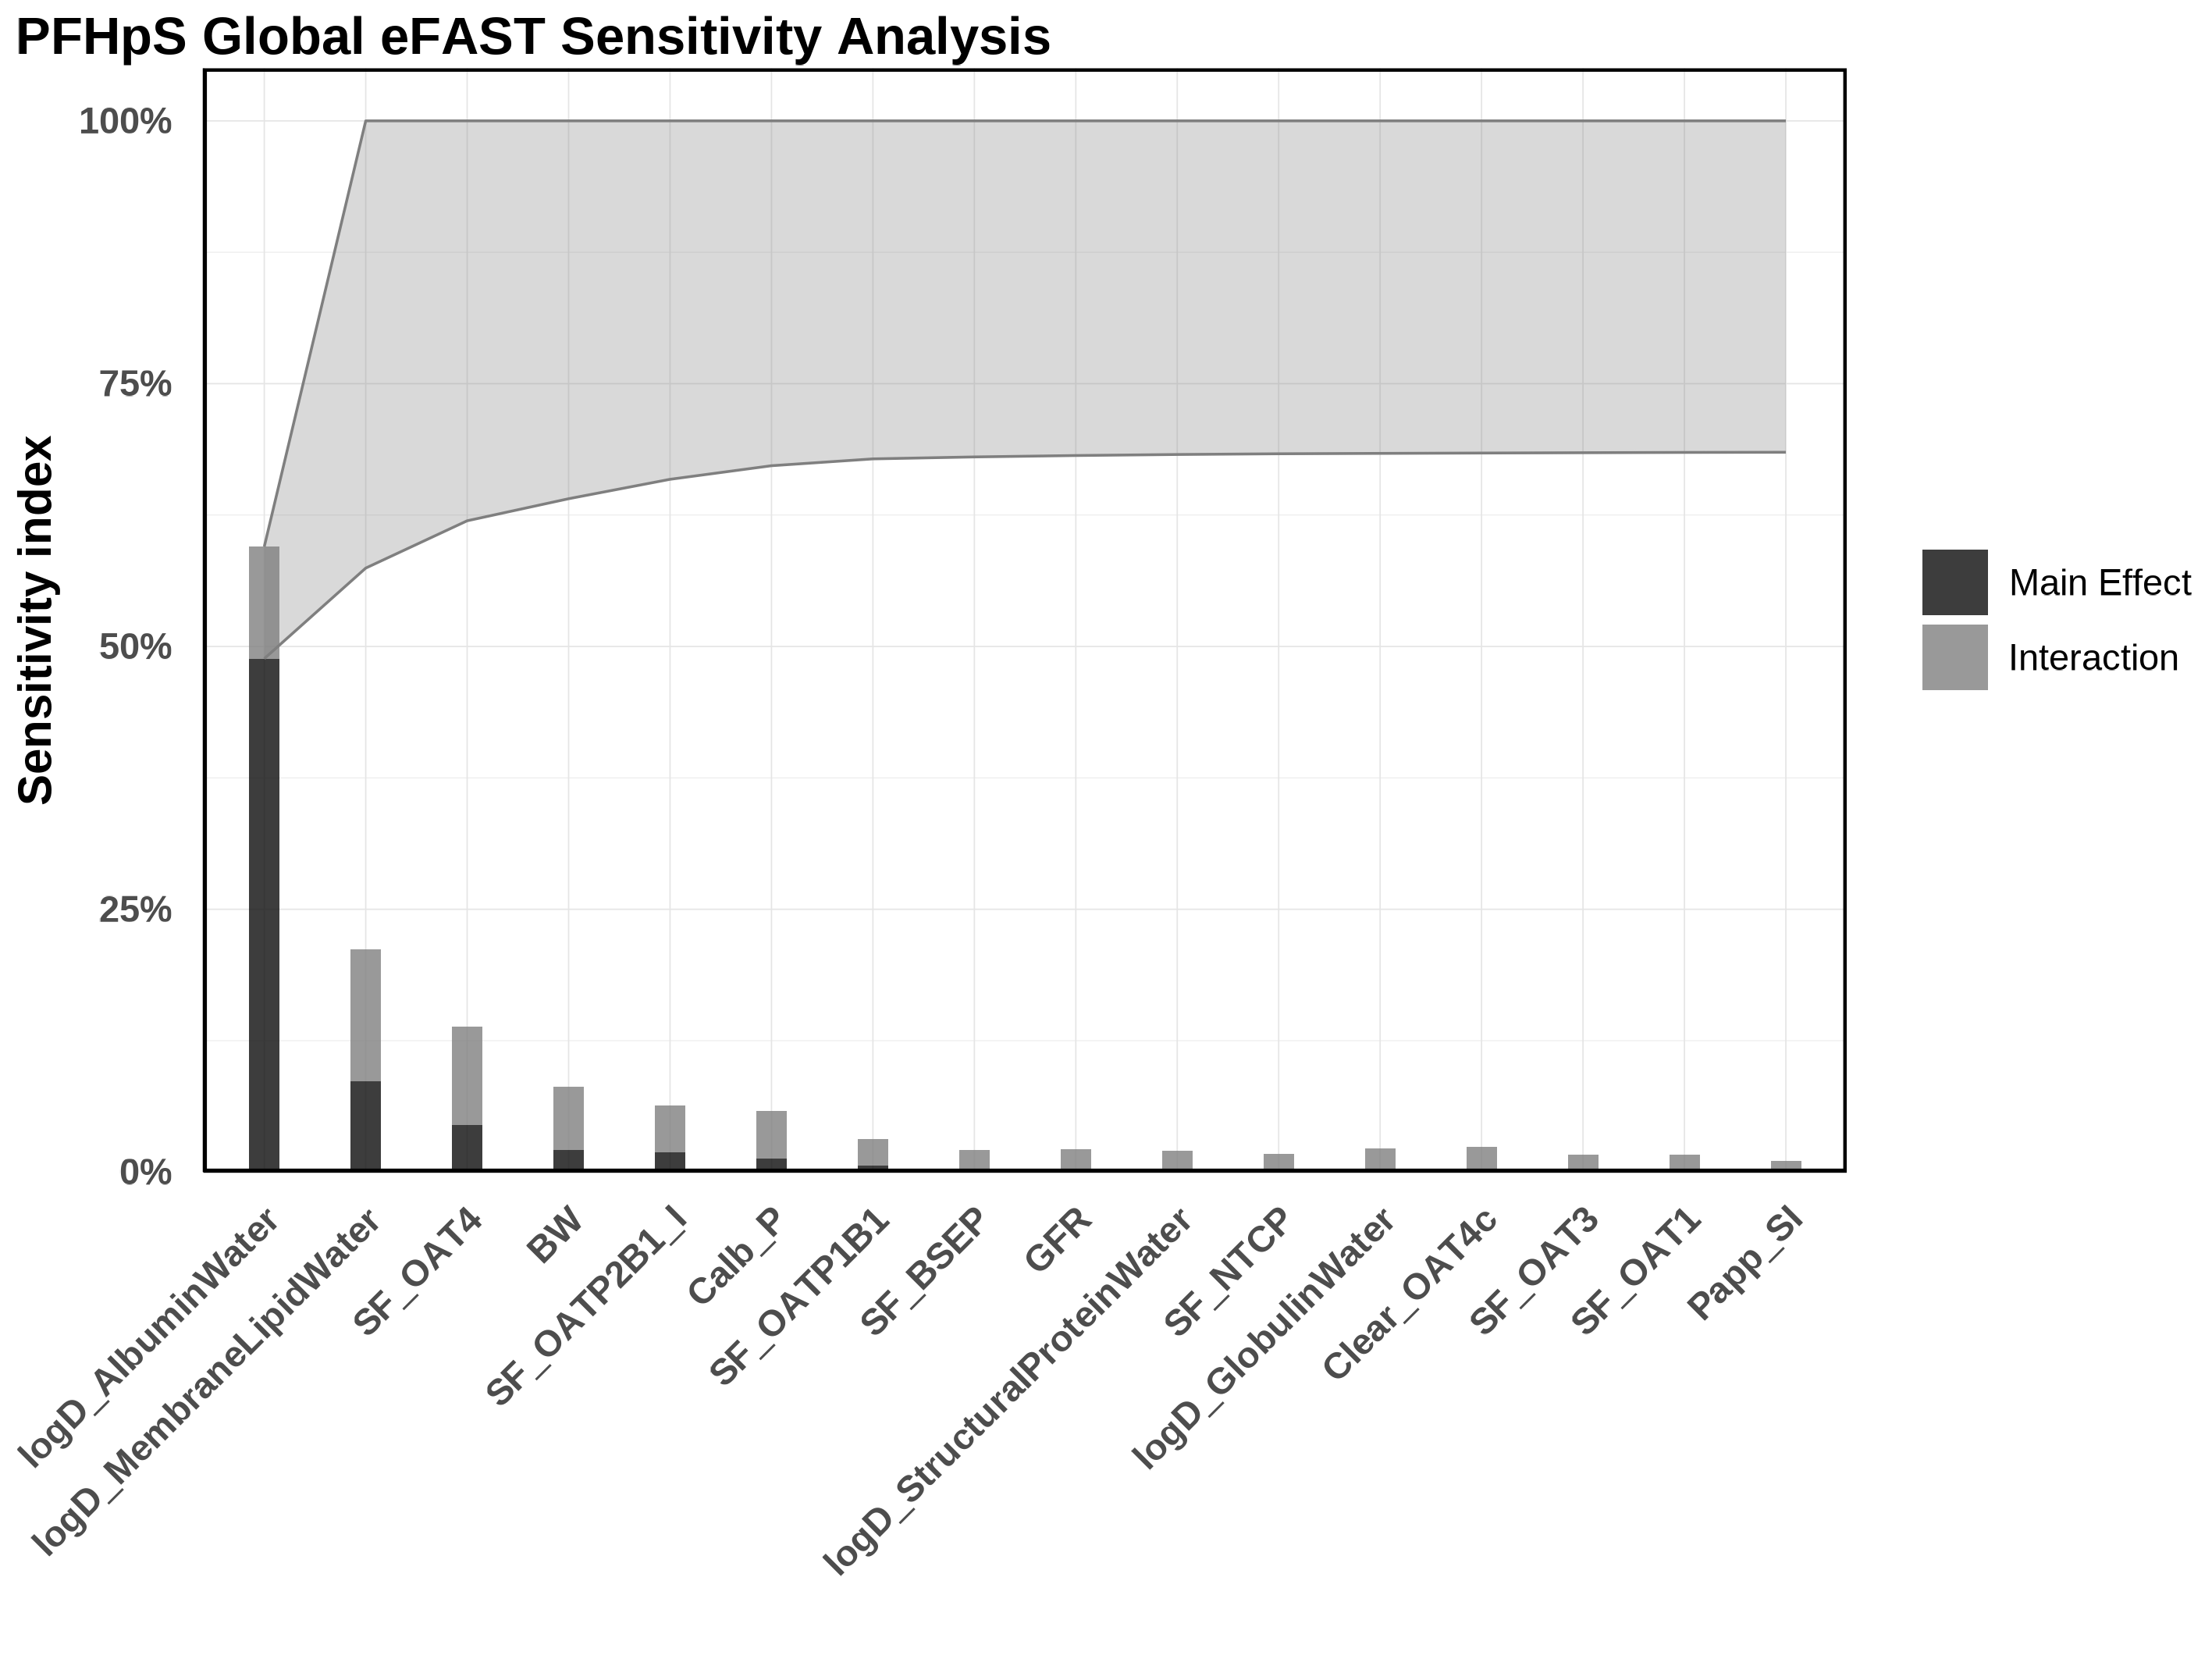 PFHpS Global eFAST Sensitivity Analysis
Sensitivity index
100%
75%
50%
25%
0%
logD_AlbuminWater
logD_MembraneLipidWater
SF_OAT4
BW
SF_OATP2B1_I
Calb_P
SF_OATP1B1
SF_BSEP
GFR
logD_StructuralProteinWater
SF_NTCP
logD_GlobulinWater
Clear_OAT4c
SF_OAT3
SF_OAT1
Papp_SI
Main Effect
Interaction